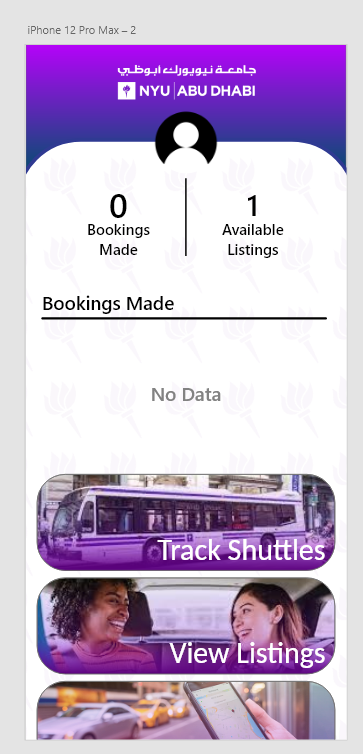 iPhone 12 Pro Max – 2
جامعة نيويورك أبوظبي
NYU ABU DHABI
0
Bookings
Made
1
Available
Listings
Bookings Made
No Data
Track Shuttles
View Listings